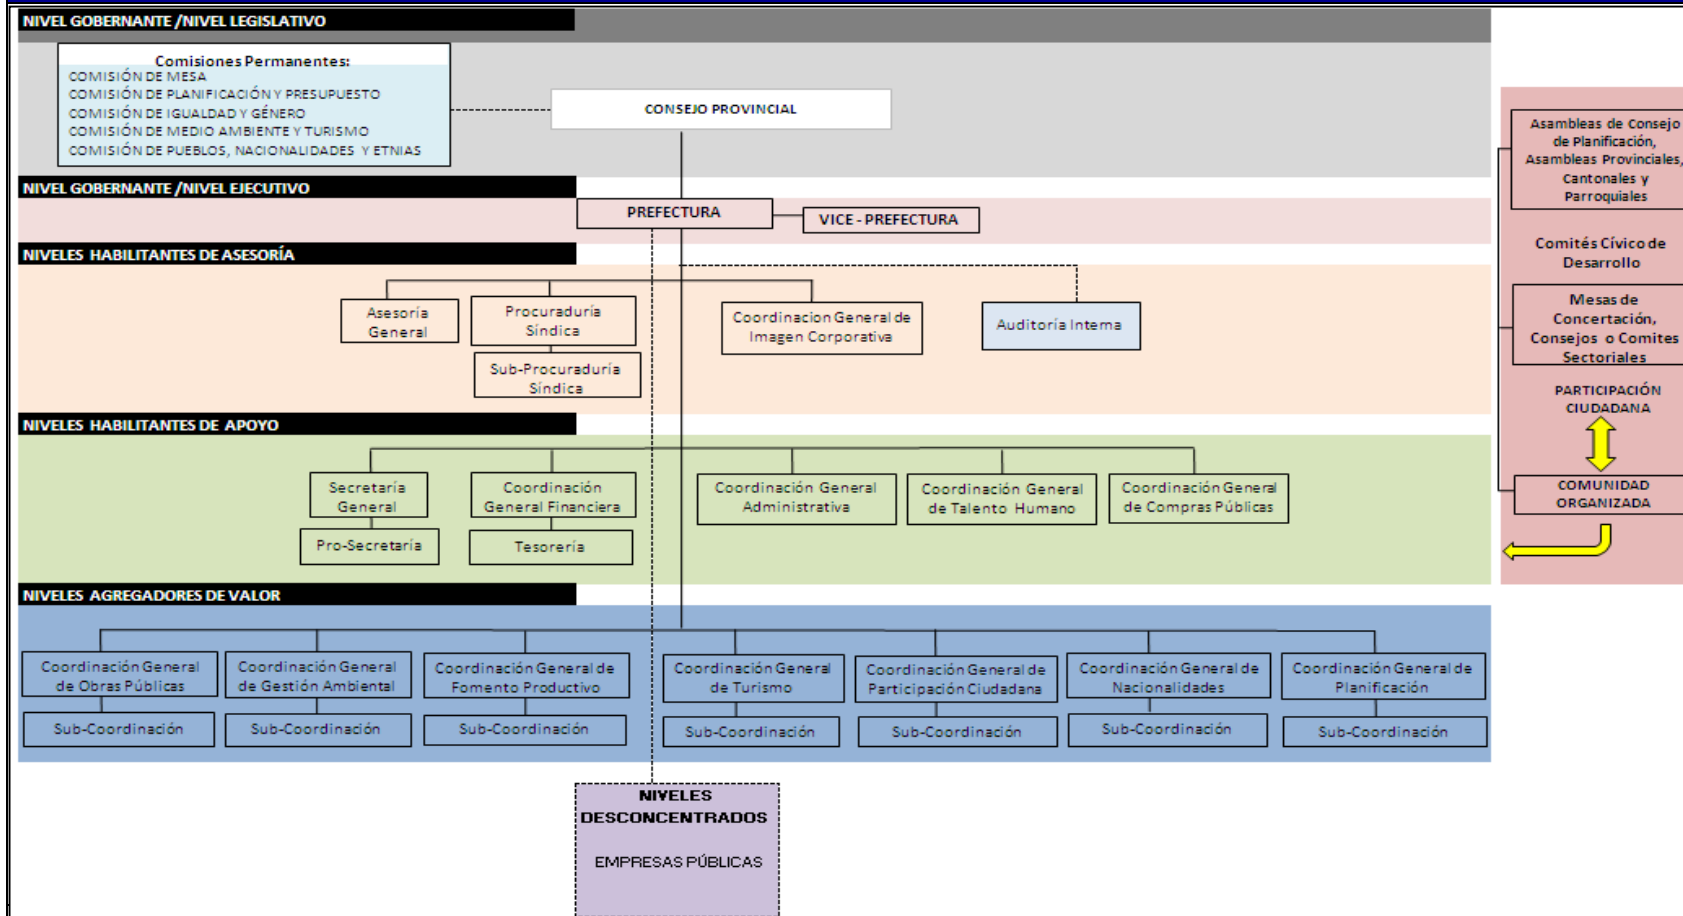 NIVEL GOBERNANTE /NIVEL LEGISLATIVO
Comisiones Permanentes:
COMISIÓN DE MESA
COMISIÓN DE PLANIFICACIÓN Y PRESUPUESTO
COMISIÓN DE IGUALDAD Y GÉNERO
COMISIÓN DE MEDIO AMBIENTE Y TURISMO
COMISIÓN DE PUEBLOS, NACIONALIDADES Y ETNIAS
CONSEJO PROVINCIAL
NIVEL GOBERNANTE /NIVEL EJECUTIVO
PREFECTURA
VICE - PREFECTURA
NIVELES HABILITANTES DE ASESORÍA
Asesoría
General
Procuraduría
Síndica
Sub-Procuraduría
Síndica
Coordinacion General de
Imagen Corporativa
Auditoría Interna
NIVELES HABILITANTES DE APOYO
Secretaría
General
Pro-Secretaría
Coordinación
General Financiera
Tesorería
Coordinación General
Administrativa
Coordinación General
de Talento Humano
Coordinación General
de Compras Públicas
NIVELES AGREGADORES DE VALOR
Coordinación General
de Obras Públicas
Sub-Coordinación
Coordinación General
de Gestión Ambiental
Sub-Coordinación
Coordinación General de
Fomento Productivo
Sub-Coordinación
Coordinación General
de Turismo
Sub-Coordinación
Coordinación General de
Participación Ciudadana
Sub-Coordinación
Coordinación General de
Nacionalidades
Sub-Coordinación
Coordinación General de
Planificación
Sub-Coordinación
NIVELES
DESCONCENTRADOS
EMPRESAS PÚBLICAS
Asambleas de Consejo
de Planificación,
Asambleas Provinciales,
Cantonales y
Parroquiales
Comités Cívico de
Desarrollo
Mesas de
Concertación,
Consejos o Comites
Sectoriales
PARTICIPACIÓN
CIUDADANA
COMUNIDAD
ORGANIZADA